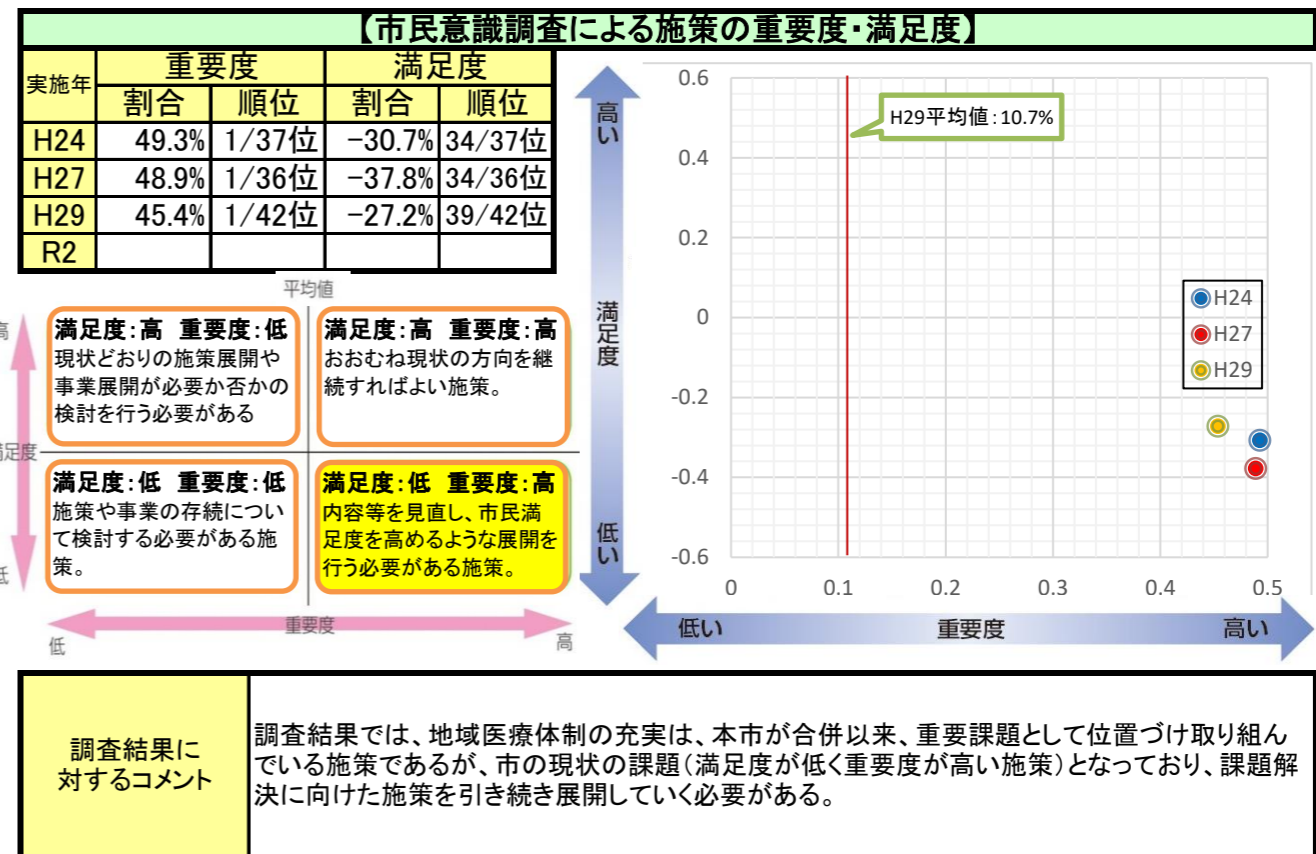 【市民意識調査による施策の重要度・満足度】
実施年 重要度 満足度
割合 順位 割合 順位
H24 49.3% 1/37位 −30.7% 34/37位
H27 48.9% 1/36位 −37.8% 34/36位
H29 45.4% 1/42位 −27.2% 39/42位
R2
平均値
満足度:高 重要度:低
現状どおりの施策展開や
事業展開が必要か否かの
検討を行う必要がある
満足度:高 重要度:高
おおむね現状の方向を継
続すればよい施策。
満足度:低 重要度:低
施策や事業の存続につい
て検討する必要がある施
策。
満足度:低 重要度:高
内容等を見直し、市民満
足度を高めるような展開を
行う必要がある施策。
高
満足度
低
低
重要度
高
高い
満足度
低い
0.6
0.4
0.2
0
-0.2
-0.4
-0.6
H29平均値:10.7%
H24
H27
H29
0 0.1 0.2 0.3 0.4 0.5
低い 重要度 高い
調査結果に
対するコメント
調査結果では、地域医療体制の充実は、本市が合併以来、重要課題として位置づけ取り組ん
でいる施策であるが、市の現状の課題(満足度が低く重要度が高い施策)となっており、課題解
決に向けた施策を引き続き展開していく必要がある。